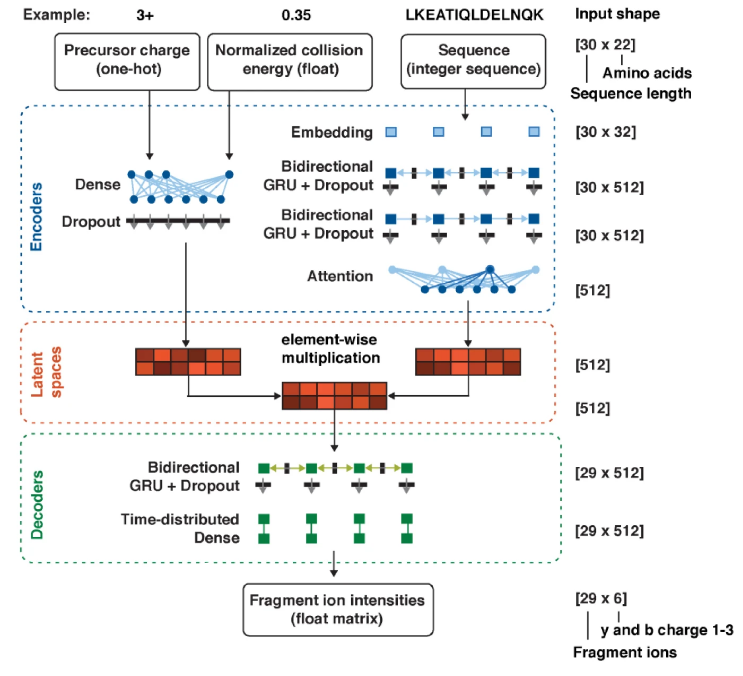 Example: 3+ 0.35 LKEATIQLDELNQK Input shape
Precursor charge
(one-hot)
Normalized collision
energy (float)
Sequence
(integer sequence)
[30 x 22]
Amino acids
Sequence length
Encoders
Embedding [30 x 32]
Dense
Dropout
Bidirectional
GRU + Dropout [30 x 512]
Bidirectional
GRU + Dropout [30 x 512]
Attention [512]
Latent
spaces
element-wise
multiplication
[512]
[512]
Decoders
Bidirectional
GRU + Dropout [29 x 512]
Time-distributed
Dense [29 x 512]
Fragment ion intensities
(float matrix)
[29 x 6]
y and b charge 1-3
Fragment ions